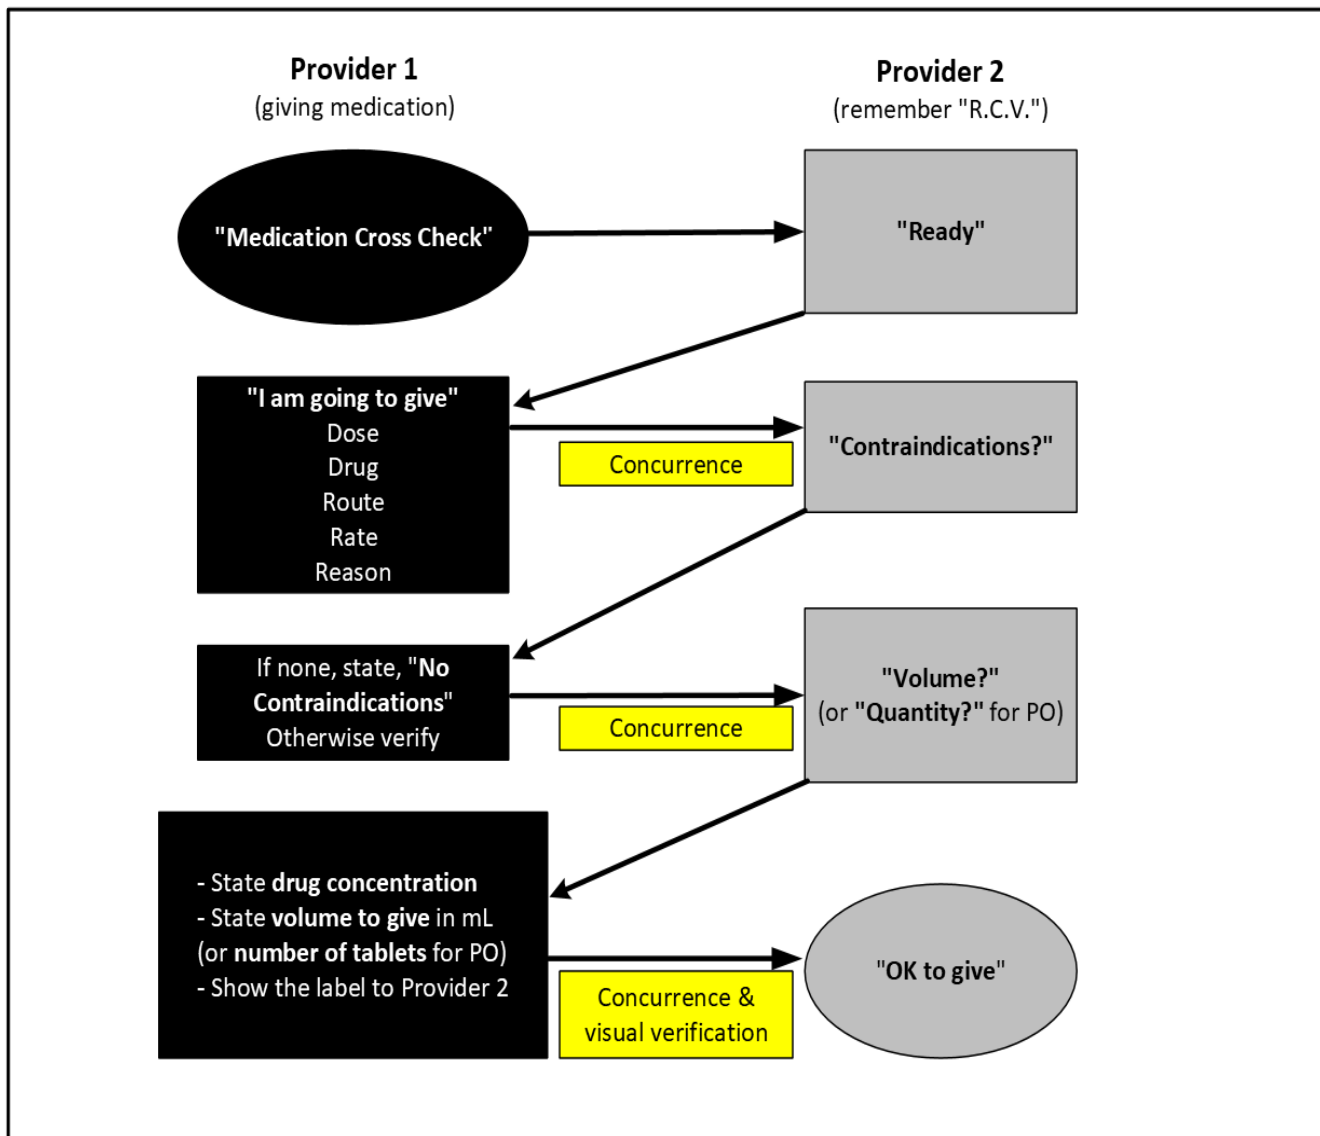 Provider 1
(giving medication)
Provider 2
(remember "R.C.V.")
"Medication Cross Check"
"Ready"
"I am going to give"
Dose
Drug
Route
Rate
Reason
Concurrence
"Contraindications?"
If none, state, "No
Contraindications"
Otherwise verify
Concurrence
"Volume?"
(or "Quantity?" for PO)
- State drug concentration
- State volume to give in mL
(or number of tablets for PO)
- Show the label to Provider 2
Concurrence &
visual verification
"OK to give"